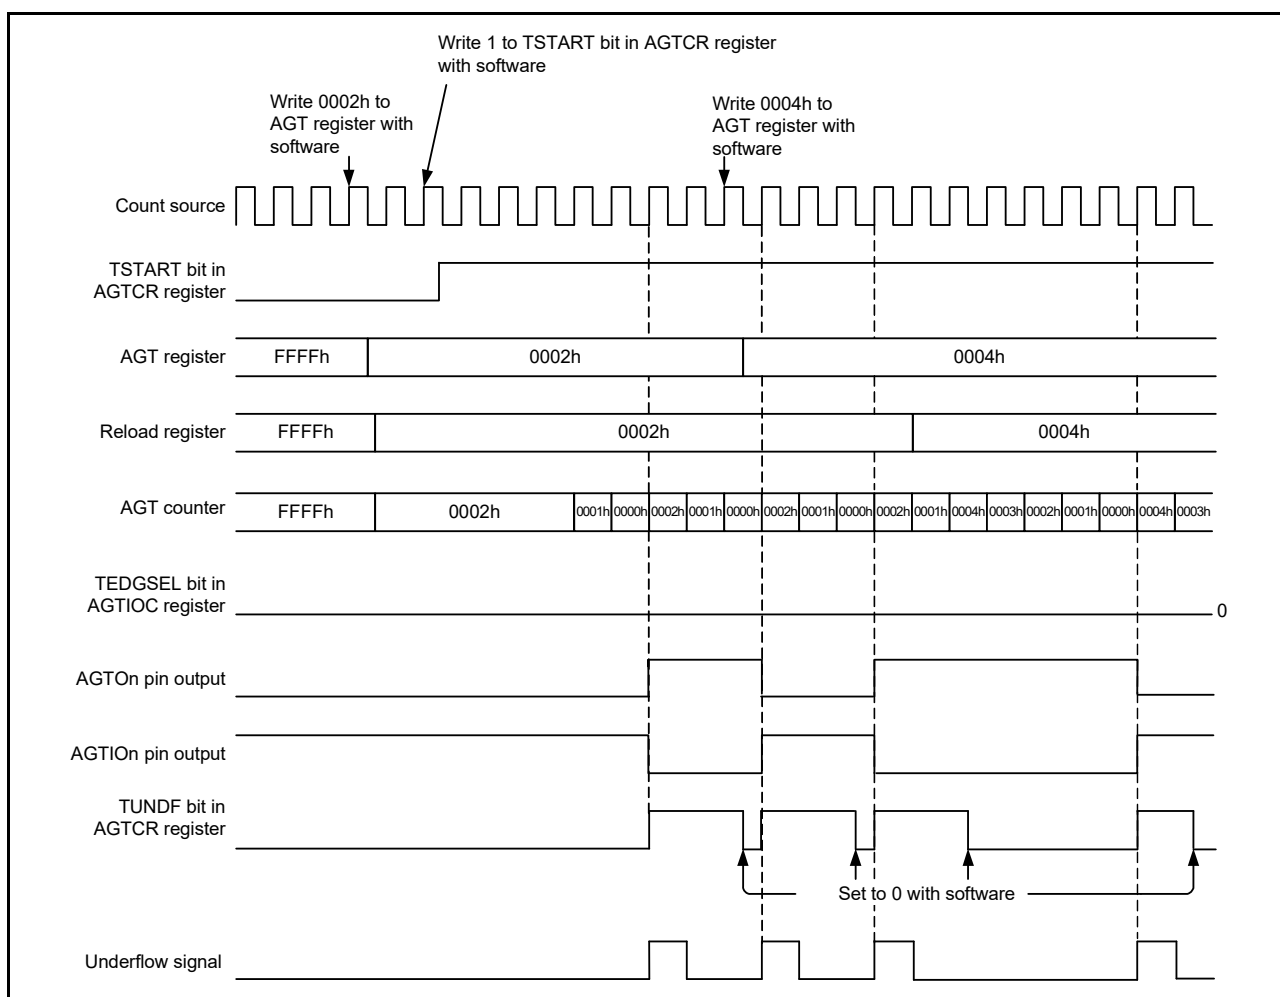 Write 1 to TSTART bit in AGTCR register
with software
Write 0002h to
AGT register with
software
Write 0004h to
AGT register with
software
Count source
TSTART bit in
AGTCR register
AGT register
FFFFh
0002h
0004h
Reload register
FFFFh
0002h
0004h
AGT counter
FFFFh
0002h
0001h
0000h
0002h
0001h
0000h
0002h
0001h
0000h
0002h
0001h
0004h
0003h
0002h
0001h
0000h
0004h
0003h
TEDGSEL bit in
AGTIOC register
0
AGTOn pin output
AGTIOn pin output
TUNDF bit in
AGTCR register
Set to 0 with software
Underflow signal